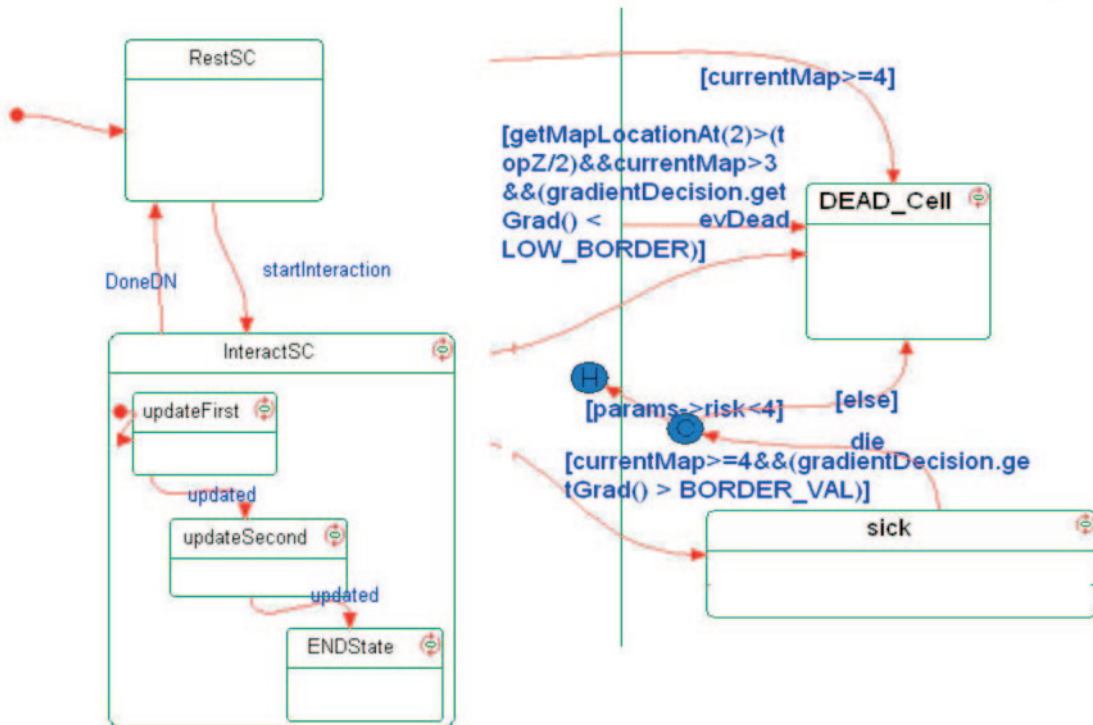 RestSC
DoneDN
startInteraction
InteractSC
updateFirst
updated
updateSecond
updated
ENDState
[currentMap>=4]
[getMapLocationAt(2)>(t
opZ/2)&&currentMap>3
&&(gradientDecision.get
Grad() <
LOW_BORDER)]
evDead
DEAD_Cell
H
[params->risk<4]
[else]
C
die
[currentMap>=4&&(gradientDecision.ge
tGrad() > BORDER_VAL)]
sick